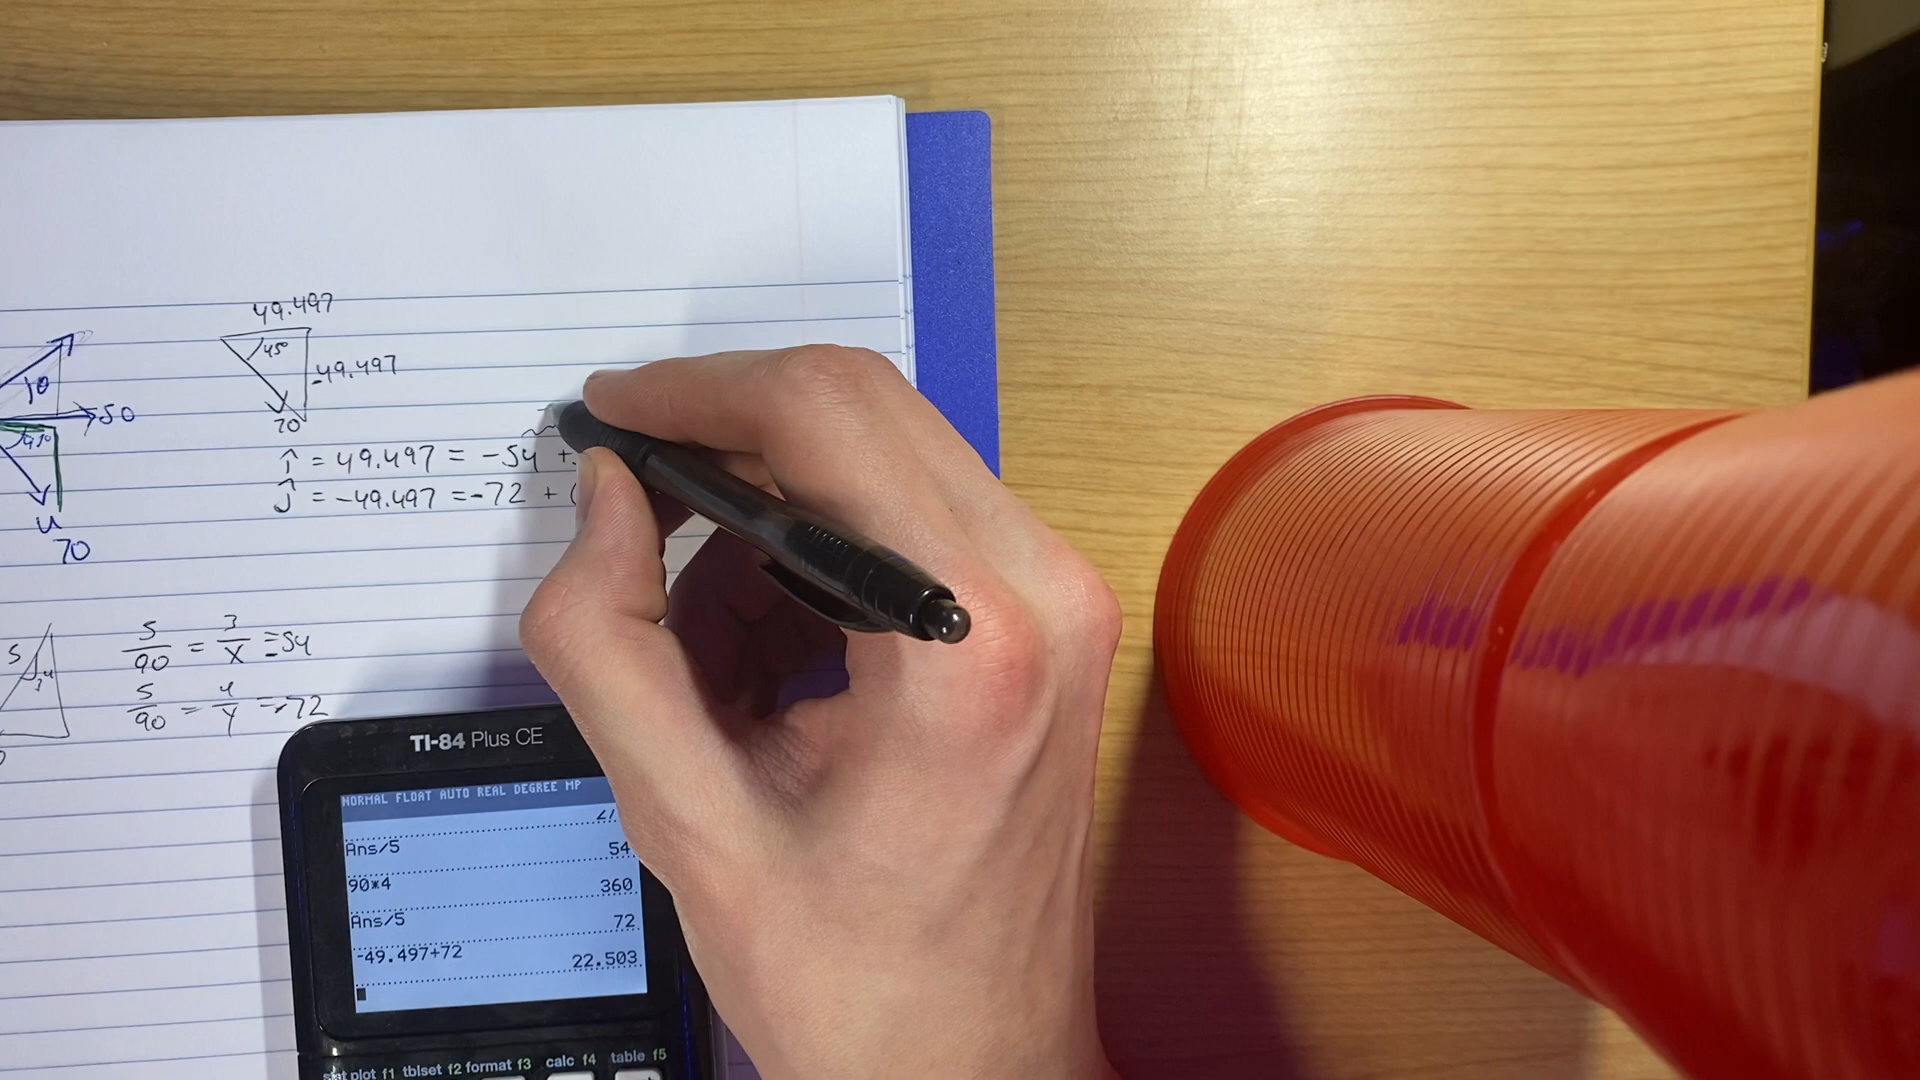 49.497
45°
-49.497
70
10
50
45°
u
70
î = 49.497 = -54 +
ĵ = -49.497 = -72 + (
5
3 4
5/90 = 3/x = 54
5/90 = 4/y = -72
TI-84 Plus CE
NORMAL FLOAT AUTO REAL DEGREE MP
Ans/5 54
90*4 360
Ans/5 72
-49.497+72 22.503
stat plot f1 tblset f2 format f3 calc f4 table f5